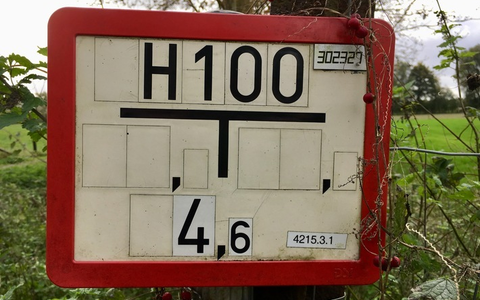 H100
302327
, ,
4,6
4215.3.1